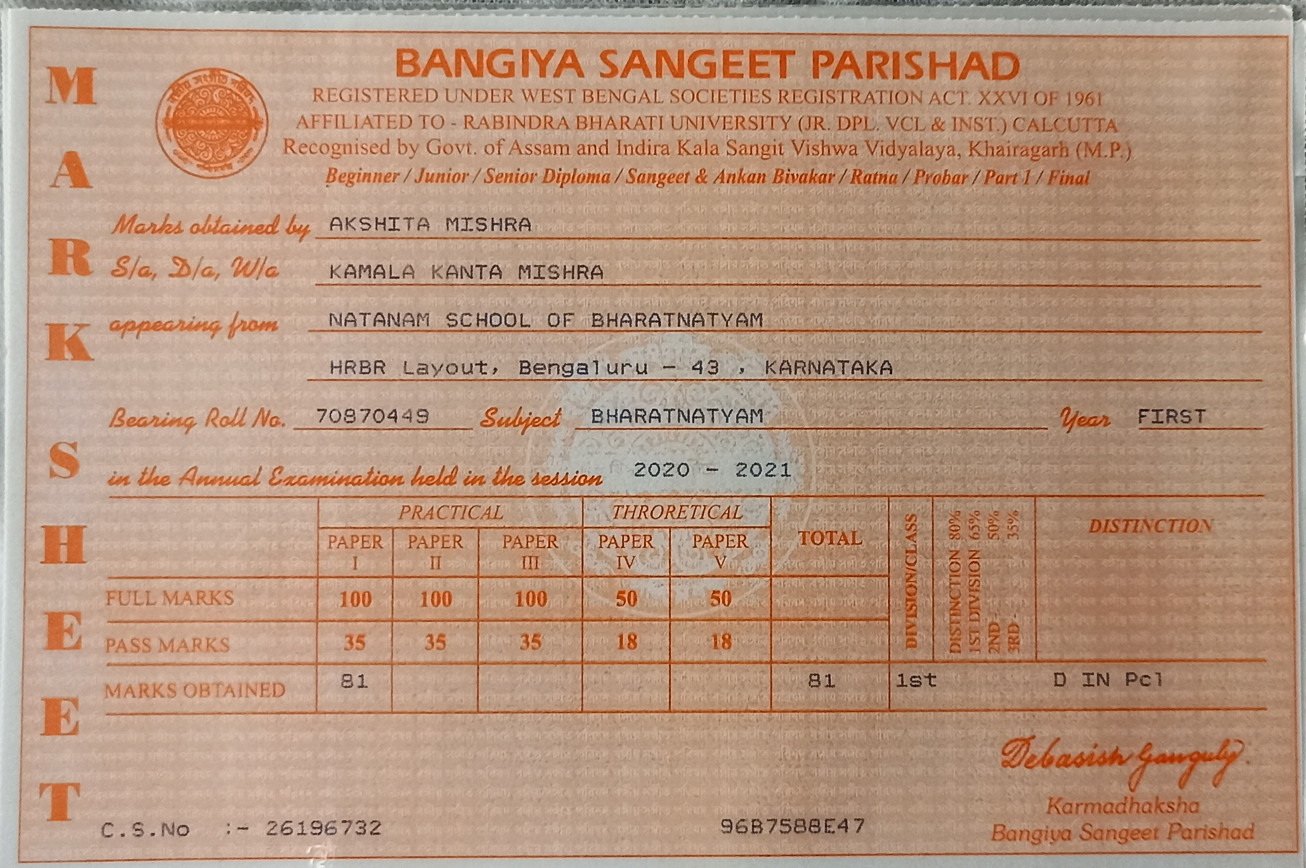 MARK SHEET
BANGIYA SANGEET PARISHAD
REGISTERED UNDER WEST BENGAL SOCIETIES REGISTRATION ACT. XXVI OF 1961
AFFILIATED TO - RABINDRA BHARATI UNIVERSITY (JR. DPL. VCL & INST.) CALCUTTA
Recognised by Govt. of Assam and Indira Kala Sangit Vishwa Vidyalaya, Khairagarh (M.P.)
Beginner / Junior / Senior Diploma / Sangeet & Ankan Bivakar / Ratna / Probar / Part 1 / Final
Marks obtained by AKSHITA MISHRA
S/a, D/a, W/a KAMALA KANTA MISHRA
appearing from NATANAM SCHOOL OF BHARATNATYAM
HRBR Layout, Bengaluru - 43 , KARNATAKA
Bearing Roll No. 70870449 Subject BHARATNATYAM Year FIRST
in the Annual Examination held in the session 2020 - 2021
PRACTICAL THRORETICAL TOTAL DIVISION/CLASS DISTINCTION 80% 1ST DIVISION 65% 2ND - 50% 3RD - 35% DISTINCTION
PAPER I PAPER II PAPER III PAPER IV PAPER V
FULL MARKS 100 100 100 50 50
PASS MARKS 35 35 35 18 18
MARKS OBTAINED 81 81 1st D IN Pcl
Debasish Ganguly.
Karmadhaksha
Bangiya Sangeet Parishad
C.S.No :- 26196732 96B7588E47